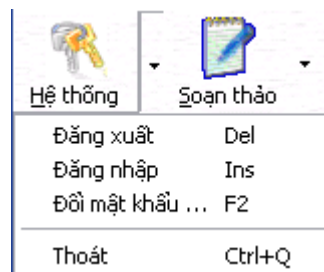 Hệ thống Soạn thảo
Đăng xuất Del
Đăng nhập Ins
Đổi mật khẩu ... F2
Thoát Ctrl+Q